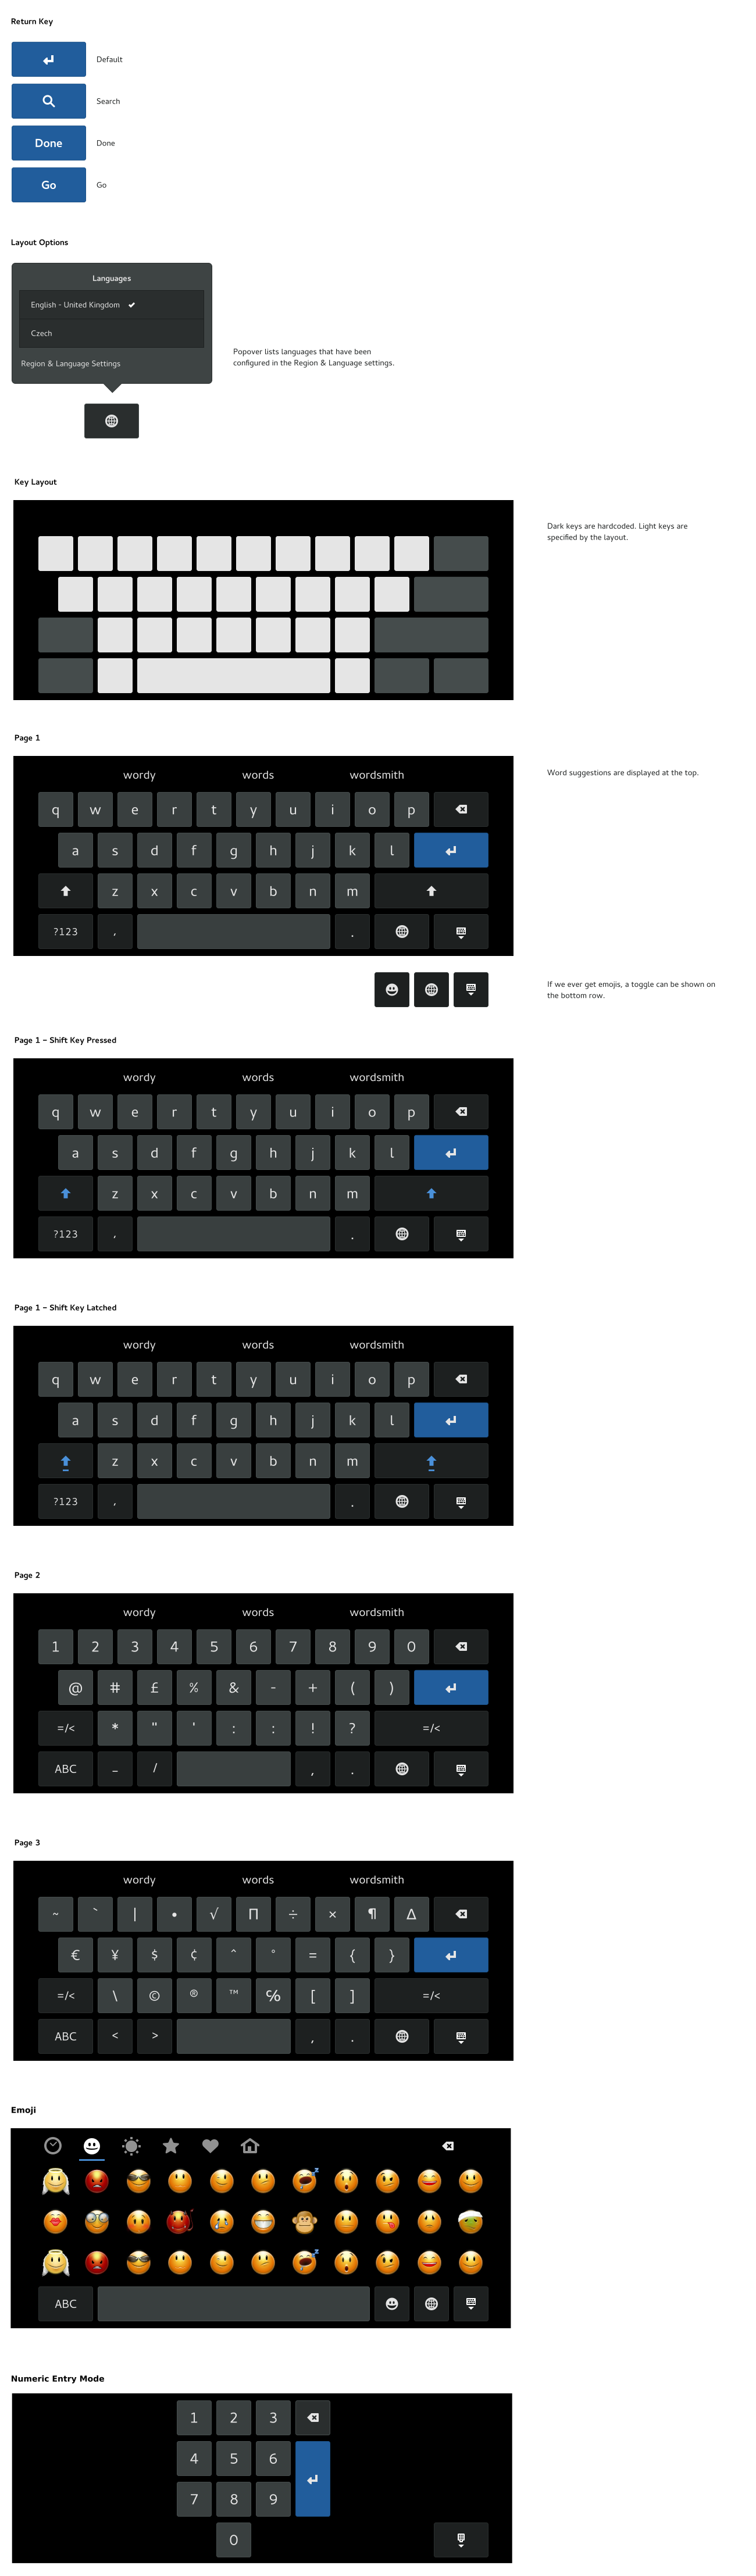 Return Key
Default
Search
Done Done
Go Go
Layout Options
Languages
English - United Kingdom
Czech
Region & Language Settings
Popover lists languages that have been
configured in the Region & Language settings.
Key Layout
Dark keys are hardcoded. Light keys are
specified by the layout.
Page 1
wordy words wordsmith
Word suggestions are displayed at the top.
q w e r t y u i o p
a s d f g h j k l
z x c v b n m
?123 , .
If we ever get emojis, a toggle can be shown on
the bottom row.
Page 1 – Shift Key Pressed
wordy words wordsmith
q w e r t y u i o p
a s d f g h j k l
z x c v b n m
?123 , .
Page 1 – Shift Key Latched
wordy words wordsmith
q w e r t y u i o p
a s d f g h j k l
z x c v b n m
?123 , .
Page 2
wordy words wordsmith
1 2 3 4 5 6 7 8 9 0
@ # £ % & - + ( )
=/< * " ' : : ! ? =/<
ABC _ / , .
Page 3
wordy words wordsmith
~ ` | • √ Π ÷ × ¶ Δ
€ ¥ $ ¢ ^ ° = { }
=/< \ © ® ™ ℅ [ ] =/<
ABC < > , .
Emoji
ABC
Numeric Entry Mode
1 2 3
4 5 6
7 8 9
0